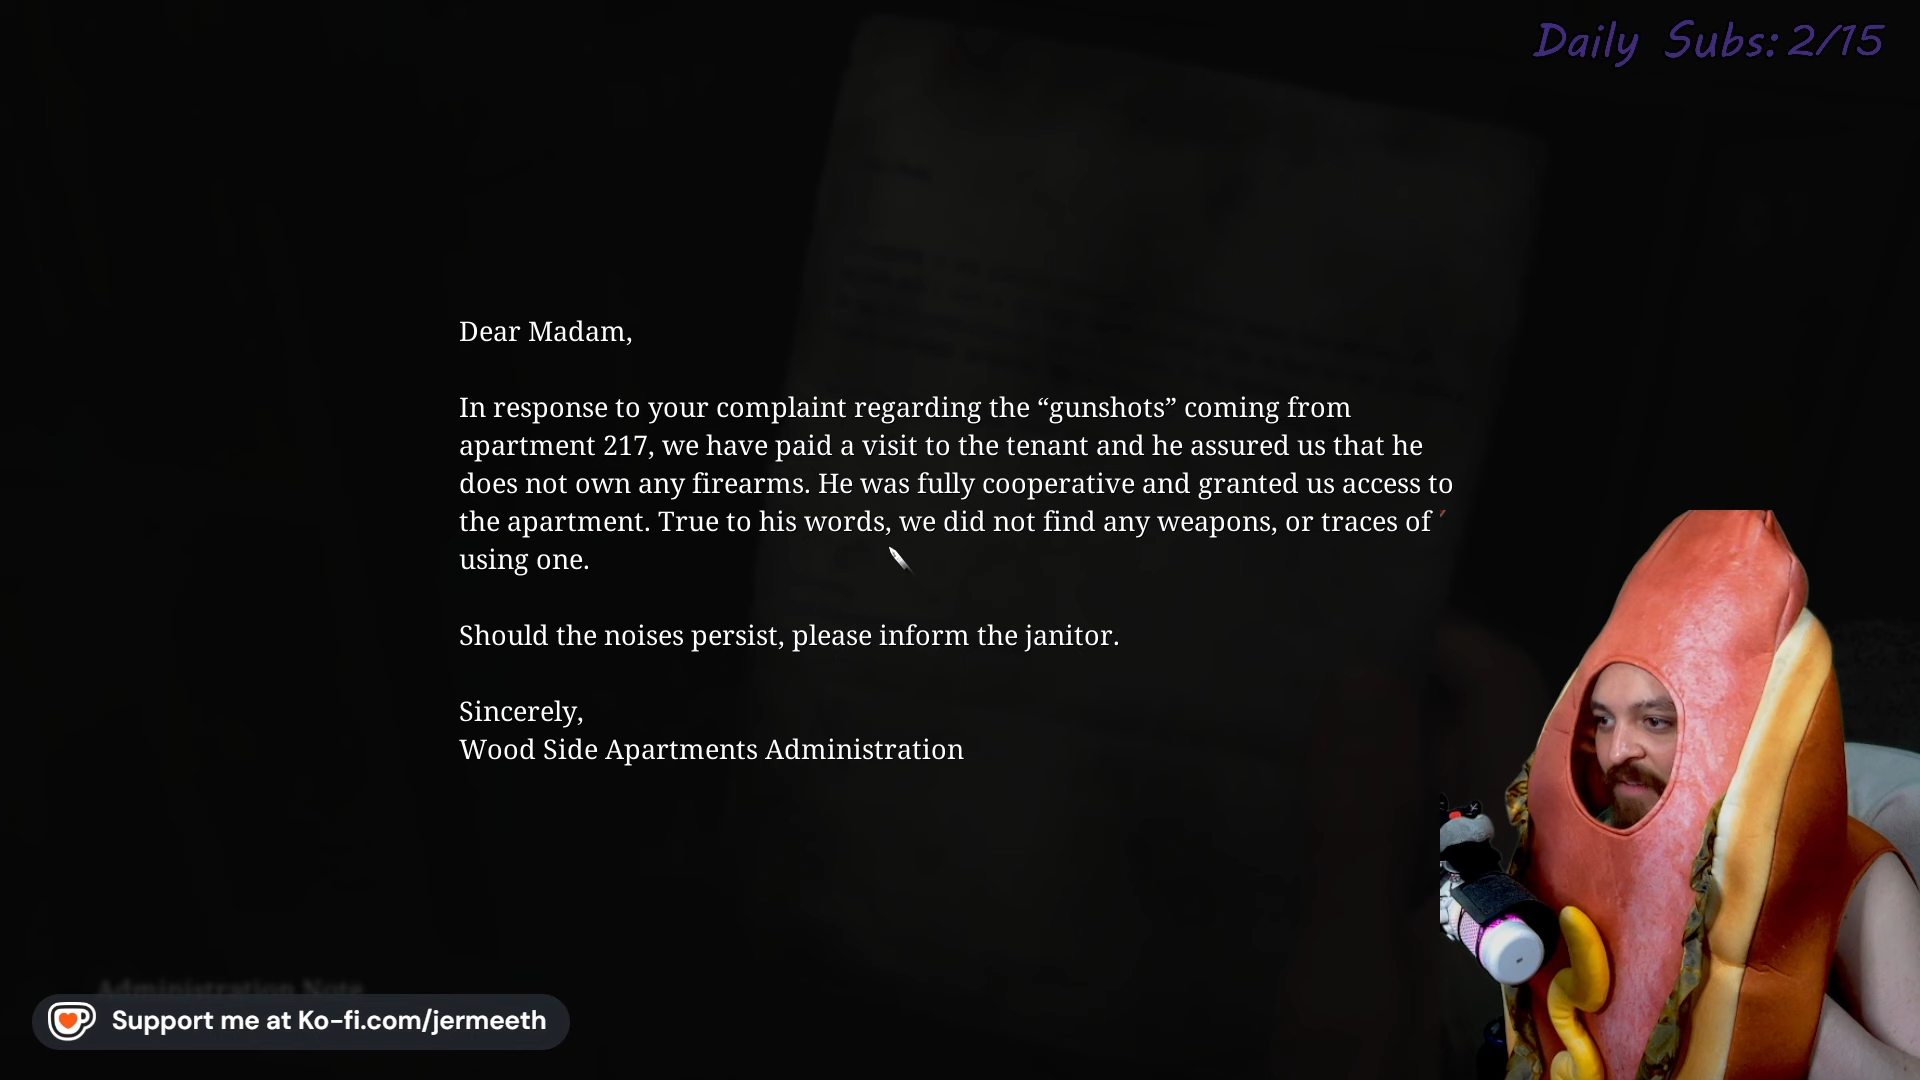 Daily Subs: 2/15
Dear Madam,
In response to your complaint regarding the “gunshots” coming from
apartment 217, we have paid a visit to the tenant and he assured us that he
does not own any firearms. He was fully cooperative and granted us access to
the apartment. True to his words, we did not find any weapons, or traces of
using one.
Should the noises persist, please inform the janitor.
Sincerely,
Wood Side Apartments Administration
Administration Note
Support me at Ko-fi.com/jermeeth